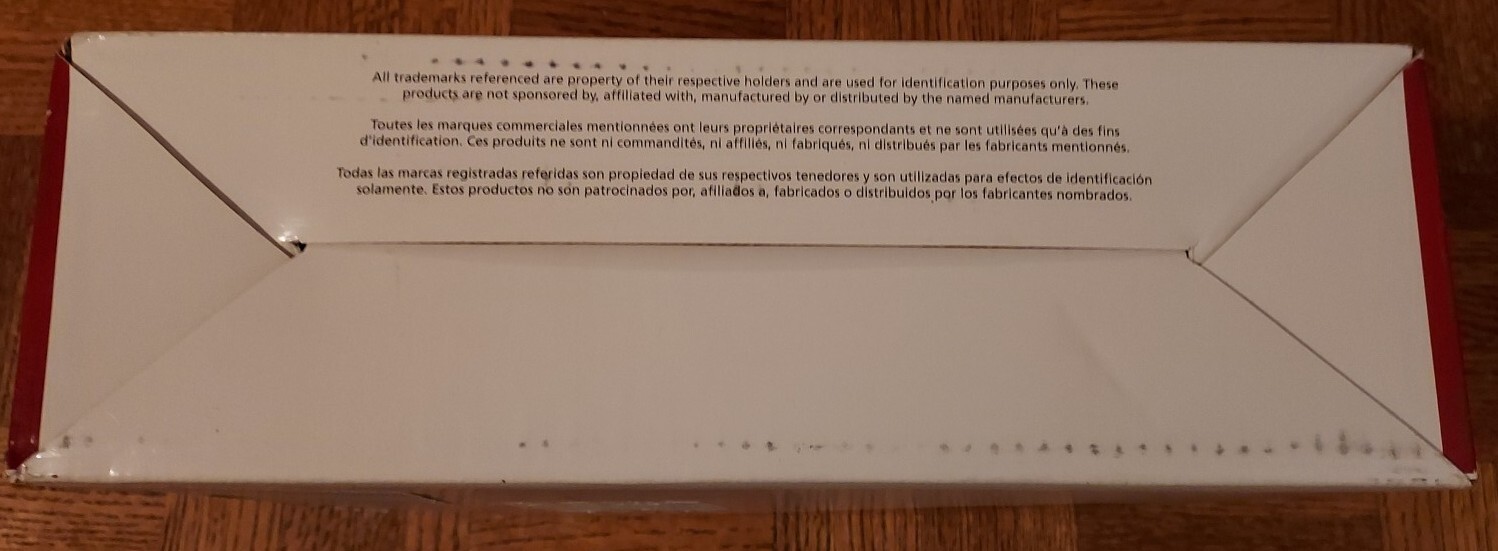 All trademarks referenced are property of their respective holders and are used for identification purposes only. These
products are not sponsored by, affiliated with, manufactured by or distributed by the named manufacturers.
Toutes les marques commerciales mentionnées ont leurs propriétaires correspondants et ne sont utilisées qu'à des fins
d'identification. Ces produits ne sont ni commandités, ni affiliés, ni fabriqués, ni distribués par les fabricants mentionnés.
Todas las marcas registradas referidas son propiedad de sus respectivos tenedores y son utilizadas para efectos de identificación
solamente. Estos productos no son patrocinados por, afiliados a, fabricados o distribuidos por los fabricantes nombrados.